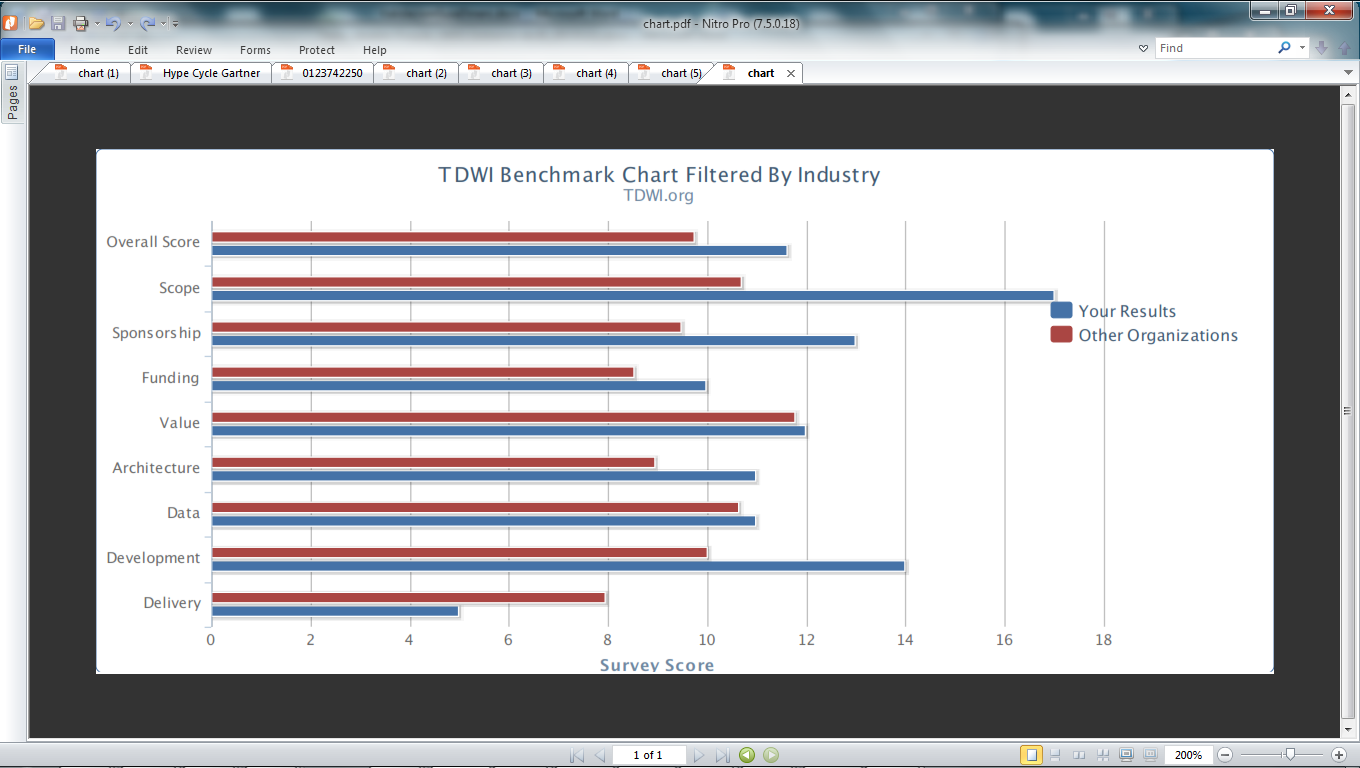 chart.pdf - Nitro Pro (7.5.0.18)
File Home Edit Review Forms Protect Help Find
chart (1) Hype Cycle Gartner 0123742250 chart (2) chart (3) chart (4) chart (5) chart
Pages
TDWI Benchmark Chart Filtered By Industry
TDWI.org
Overall Score
Scope
Your Results
Sponsorship
Other Organizations
Funding
Value
Architecture
Data
Development
Delivery
0 2 4 6 8 10 12 14 16 18
Survey Score
1 of 1 200%